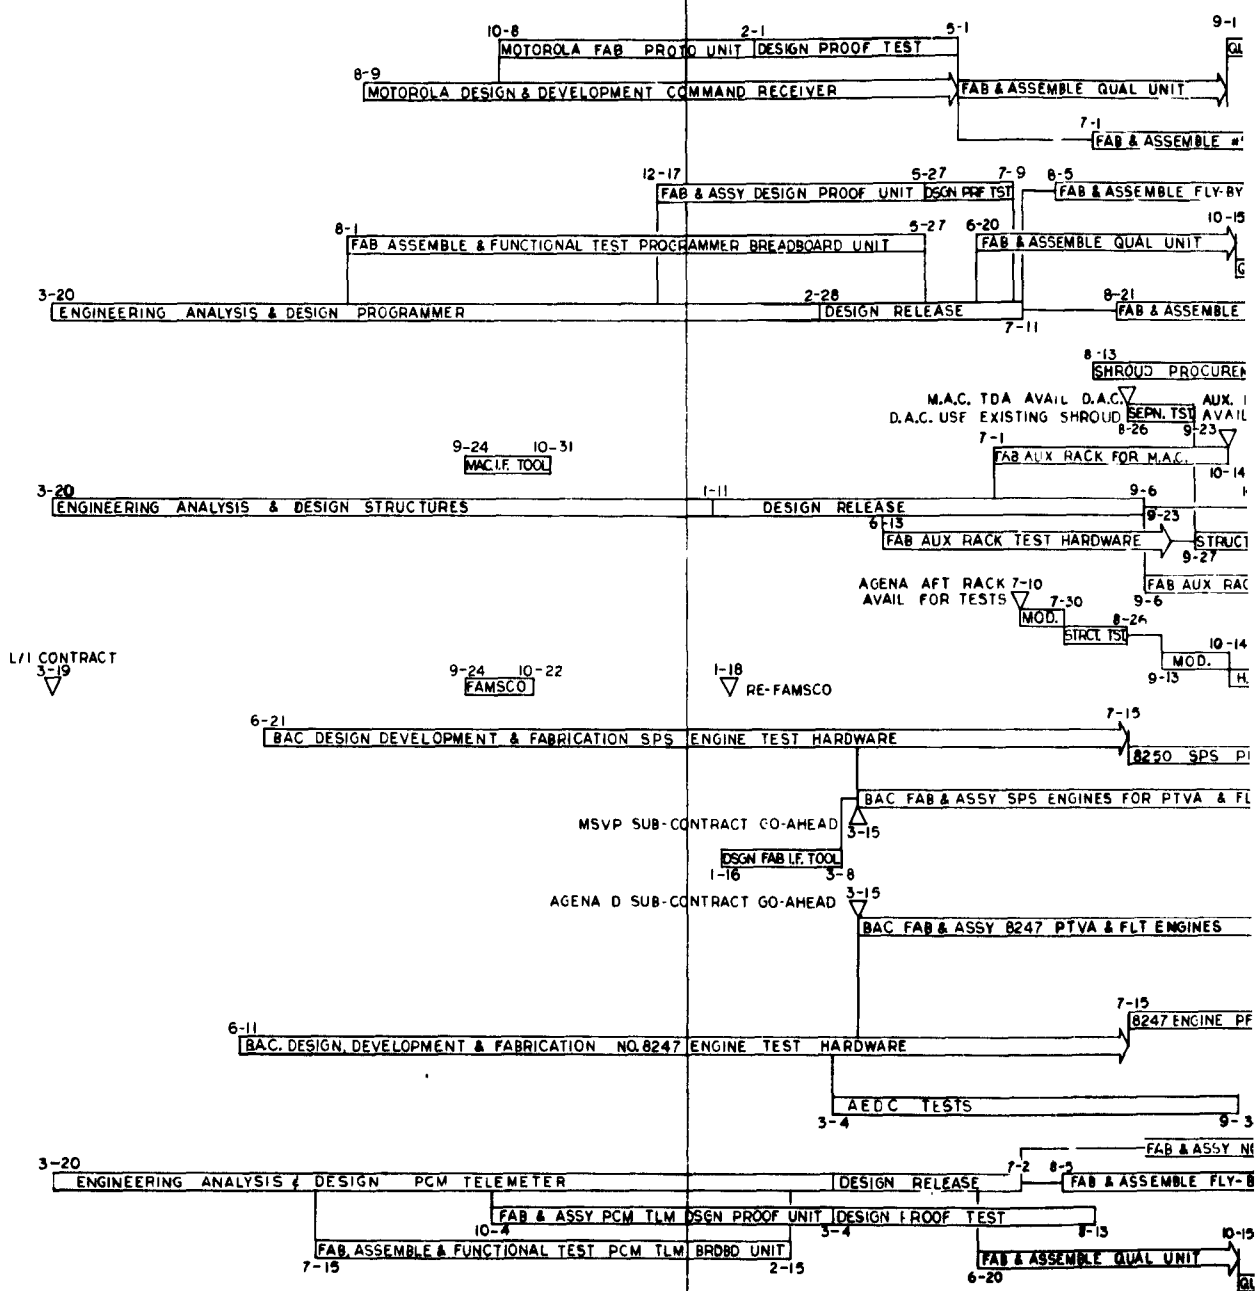 10-8 2-1 5-1 9-1
MOTOROLA FAB PROTO UNIT DESIGN PROOF TEST QU
8-9
MOTOROLA DESIGN & DEVELOPMENT COMMAND RECEIVER FAB & ASSEMBLE QUAL UNIT
7-1
FAB & ASSEMBLE
12-17 5-27 7-9 8-5
FAB & ASSY DESIGN PROOF UNIT DSGN PRF TST FAB & ASSEMBLE FLY-BY
8-1 5-27 6-20 10-15
FAB ASSEMBLE & FUNCTIONAL TEST PROGRAMMER BREADBOARD UNIT FAB & ASSEMBLE QUAL UNIT
Q
3-20 2-28 8-21
ENGINEERING ANALYSIS & DESIGN PROGRAMMER DESIGN RELEASE FAB & ASSEMBLE
7-11
8-13
SHROUD PROCUREM
M.A.C. TDA AVAIL D.A.C. AUX.
D.A.C. USE EXISTING SHROUD SEPN. TST AVAIL
8-26 9-23
9-24 10-31 7-1
MAC I.F. TOOL FAB AUX RACK FOR M.A.C.
10-14
3-20 1-11 9-6
ENGINEERING ANALYSIS & DESIGN STRUCTURES DESIGN RELEASE
6-13 9-23
FAB AUX RACK TEST HARDWARE STRUCT
9-27
AGENA AFT RACK 7-10 FAB AUX RAC
AVAIL FOR TESTS 7-30 9-6
MOD. 8-26
STRCT. TST
L/I CONTRACT 10-14
3-19 9-24 10-22 1-18 MOD.
FAMSCO RE-FAMSCO 9-13 H
6-21 7-15
BAC DESIGN DEVELOPMENT & FABRICATION SPS ENGINE TEST HARDWARE
8250 SPS P
BAC FAB & ASSY SPS ENGINES FOR PTVA & FL
MSVP SUB-CONTRACT GO-AHEAD 3-15
DSGN FAB I.F. TOOL
1-16 3-8
3-15
AGENA D SUB-CONTRACT GO-AHEAD
BAC FAB & ASSY 8247 PTVA & FLT ENGINES
7-15
8247 ENGINE PF
6-11
BAC. DESIGN, DEVELOPMENT & FABRICATION NO. 8247 ENGINE TEST HARDWARE
AEDC TESTS
3-4 9-3
FAB & ASSY NO
3-20 7-2 8-5
ENGINEERING ANALYSIS & DESIGN PCM TELEMETER DESIGN RELEASE FAB & ASSEMBLE FLY-B
FAB & ASSY PCM TLM DSGN PROOF UNIT DESIGN PROOF TEST
10-4 3-4 8-13 10-15
FAB, ASSEMBLE & FUNCTIONAL TEST PCM TLM BRDBD UNIT FAB & ASSEMBLE QUAL UNIT
7-15 2-15 6-20
QU